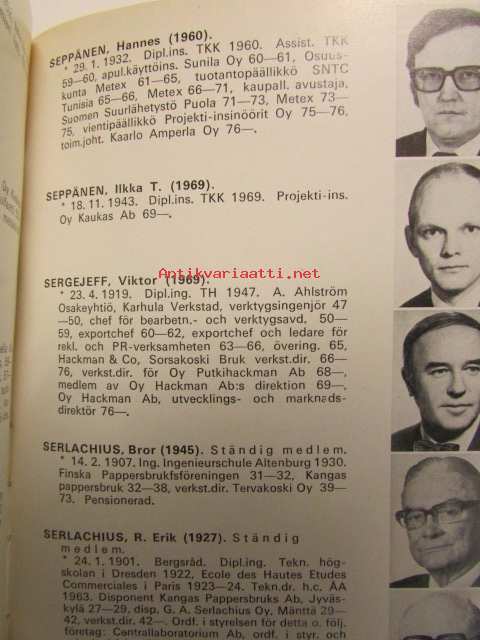 SEPPÄNEN, Hannes (1960).
* 29. 1. 1932. Dipl.ins. TKK 1960. Assist. TKK
59—60, apul.käyttöins. Sunila Oy 60—61, Osuus-
kunta Metex 61—65, tuotantopäällikkö SNTC
Tunisia 65—66, Metex 66—71, kaupall. avustaja,
Suomen Suurlähetystö Puola 71—73, Metex 73—
75, vientipäällikkö Projekti-insinöörit Oy 75—76,
toim.joht. Kaarlo Amperla Oy 76—.
SEPPÄNEN, Ilkka T. (1969).
* 18. 11. 1943. Dipl.ins. TKK 1969. Projekti-ins.
Oy Kaukas Ab 69—.
Antikvariaatti.net
SERGEJEFF, Viktor (1969).
* 23. 4. 1919. Dipl.ing. TH 1947. A. Ahlström
Osakeyhtiö, Karhula Verkstad, verktygsingenjör 47
—50, chef för bearbetn.- och verktygsavd. 50—
59, exportchef 60—62, exportchef och ledare för
rekl. och PR-verksamheten 63—66, övering. 65,
Hackman & Co, Sorsakoski Bruk verkst.dir. 66—
76, verkst.dir. för Oy Putkihackman Ab 68—,
medlem av Oy Hackman Ab:s direktion 69—.
Oy Hackman Ab, utvecklings- och marknads-
direktör 76—.
SERLACHIUS, Bror (1945). Ständig medlem.
* 14. 2. 1907. Ing. Ingenieurschule Altenburg 1930.
Finska Pappersbruksföreningen 31—32, Kangas
pappersbruk 32—38, verkst.dir. Tervakoski Oy 39—
73. Pensionerad.
SERLACHIUS, R. Erik (1927). Ständig
medlem.
* 24. 1. 1901. Bergsråd. Dipl.ing. Tekn. hög-
skolan i Dresden 1922, Ecole des Hautes Etudes
Commerciales i Paris 1923—24. Tekn.dr. h.c. ÅA
1963. Disponent Kangas Pappersbruks Ab, Jyväs-
kylä 27—29, disp. G. A. Serlachius Oy, Mänttä 29—
42, verkst.dir. 42—. Ordf. i styrelsen för detta o. följ.
företag: Centrallaboratorium Ab, ordf. i styr. och